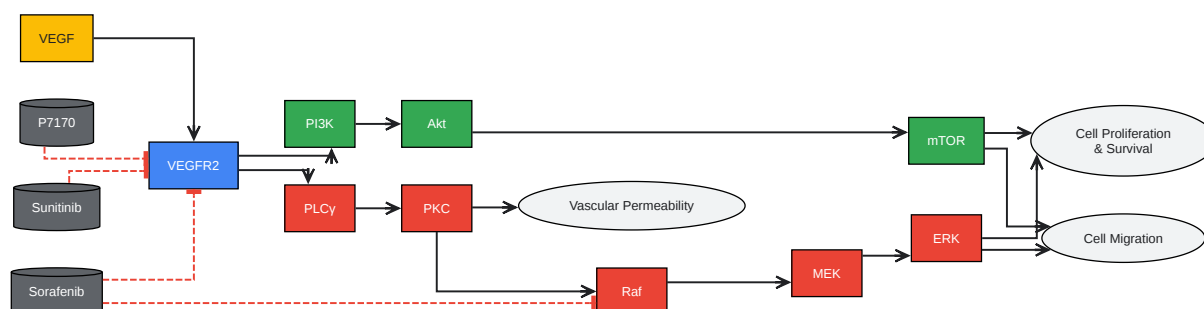 VEGF
P7170
PI3K
Akt
Cell Proliferation
& Survival
mTOR
VEGFR2
Sunitinib
PLCγ
PKC
Vascular Permeability
ERK
Cell Migration
MEK
Sorafenib
Raf